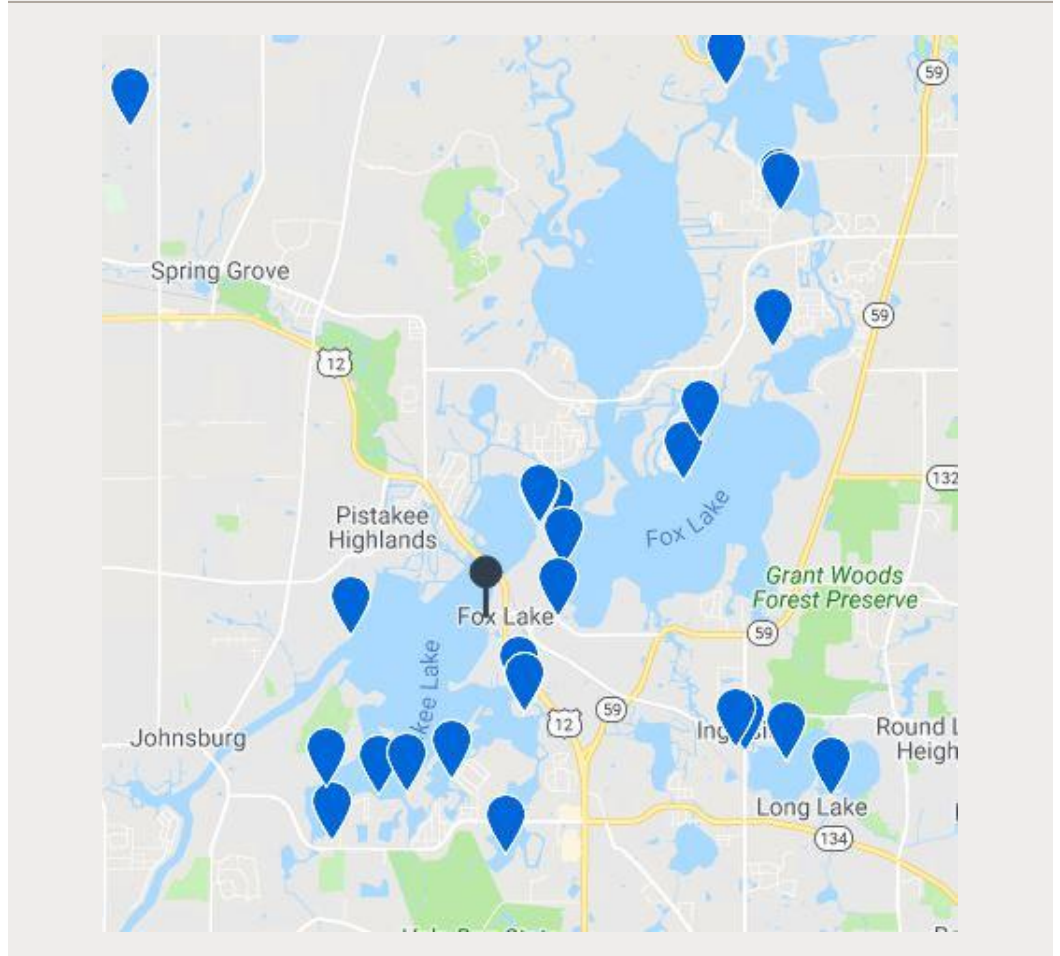 59
Spring Grove
59
12
132
Pistakee
Highlands
Fox Lake
Grant Woods
Forest Preserve
Fox Lake
59
kee Lake
59
12
Johnsburg
Round L
Heigh
Long Lake
134